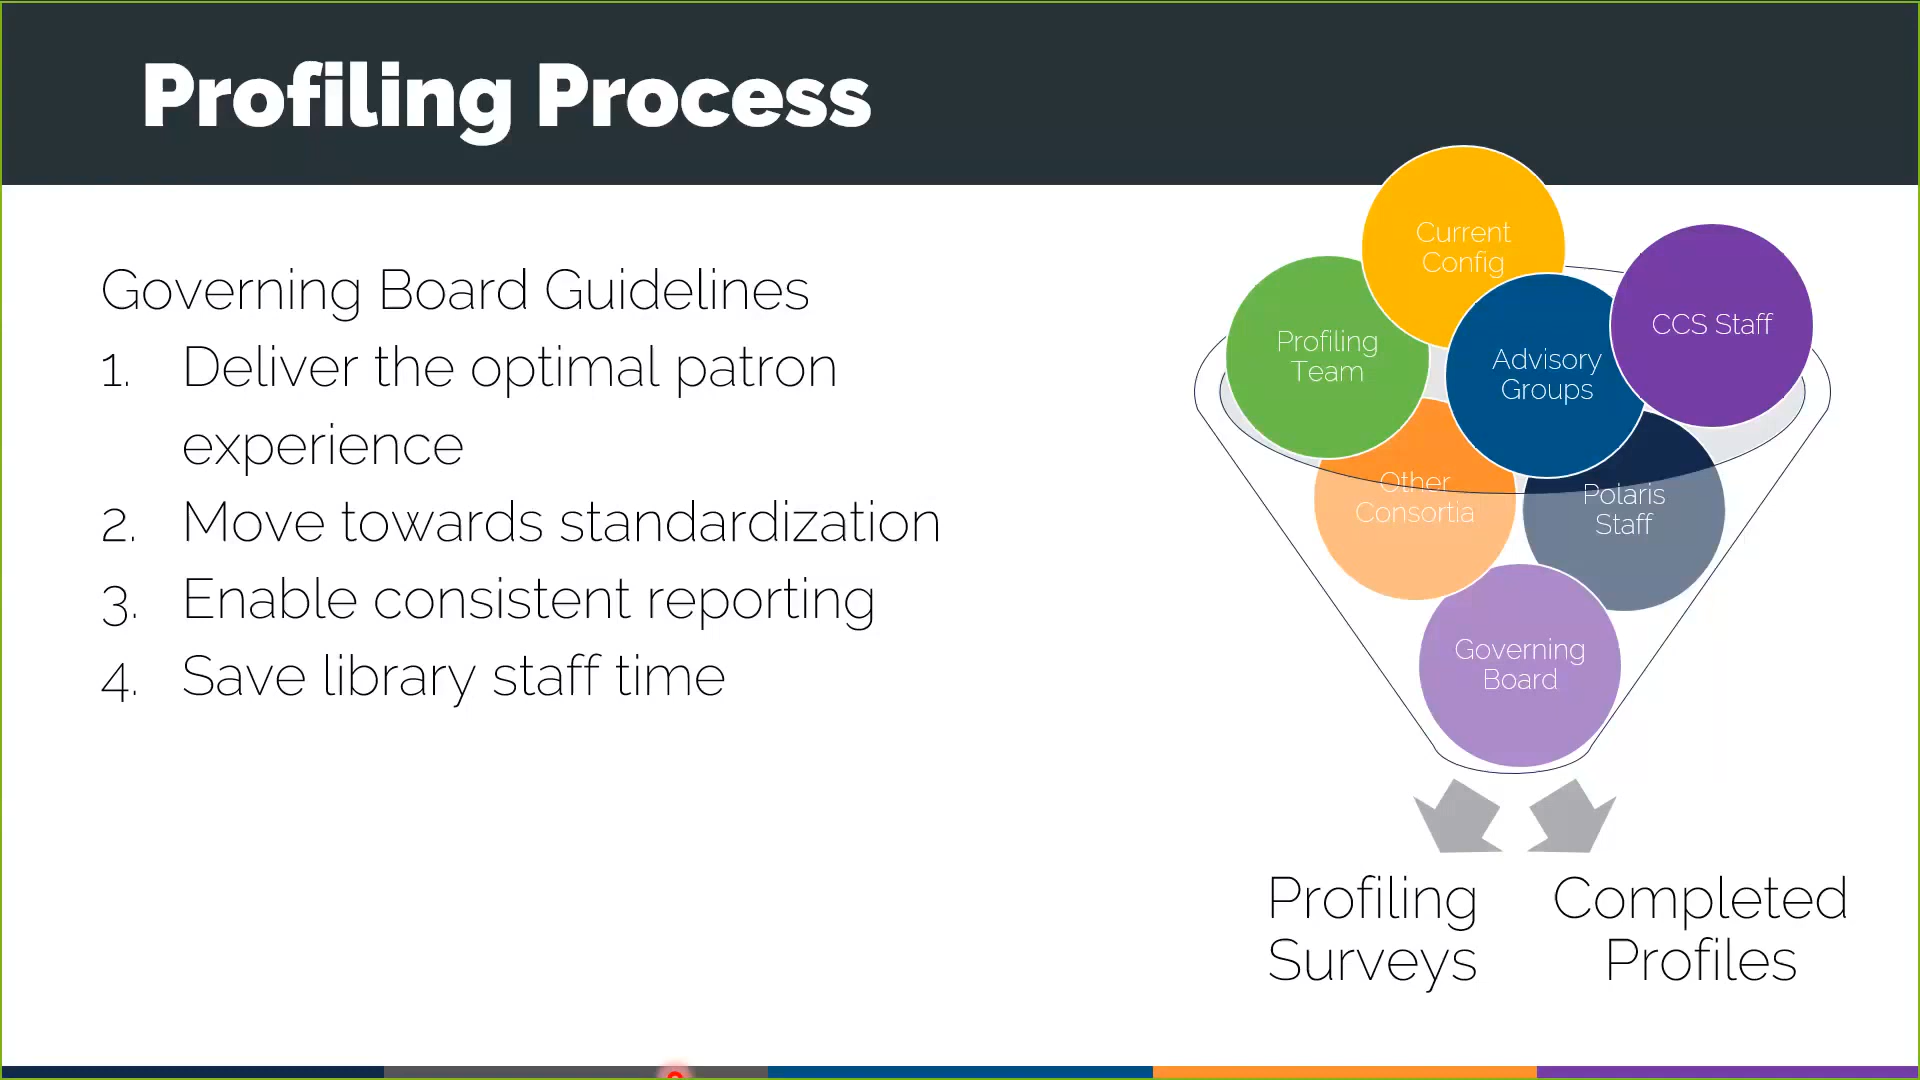 Profiling Process
Governing Board Guidelines
1. Deliver the optimal patron
experience
2. Move towards standardization
3. Enable consistent reporting
4. Save library staff time
Current
Config
CCS Staff
Profiling
Team
Advisory
Groups
Other
Consortia
Polaris
Staff
Governing
Board
Profiling
Surveys
Completed
Profiles